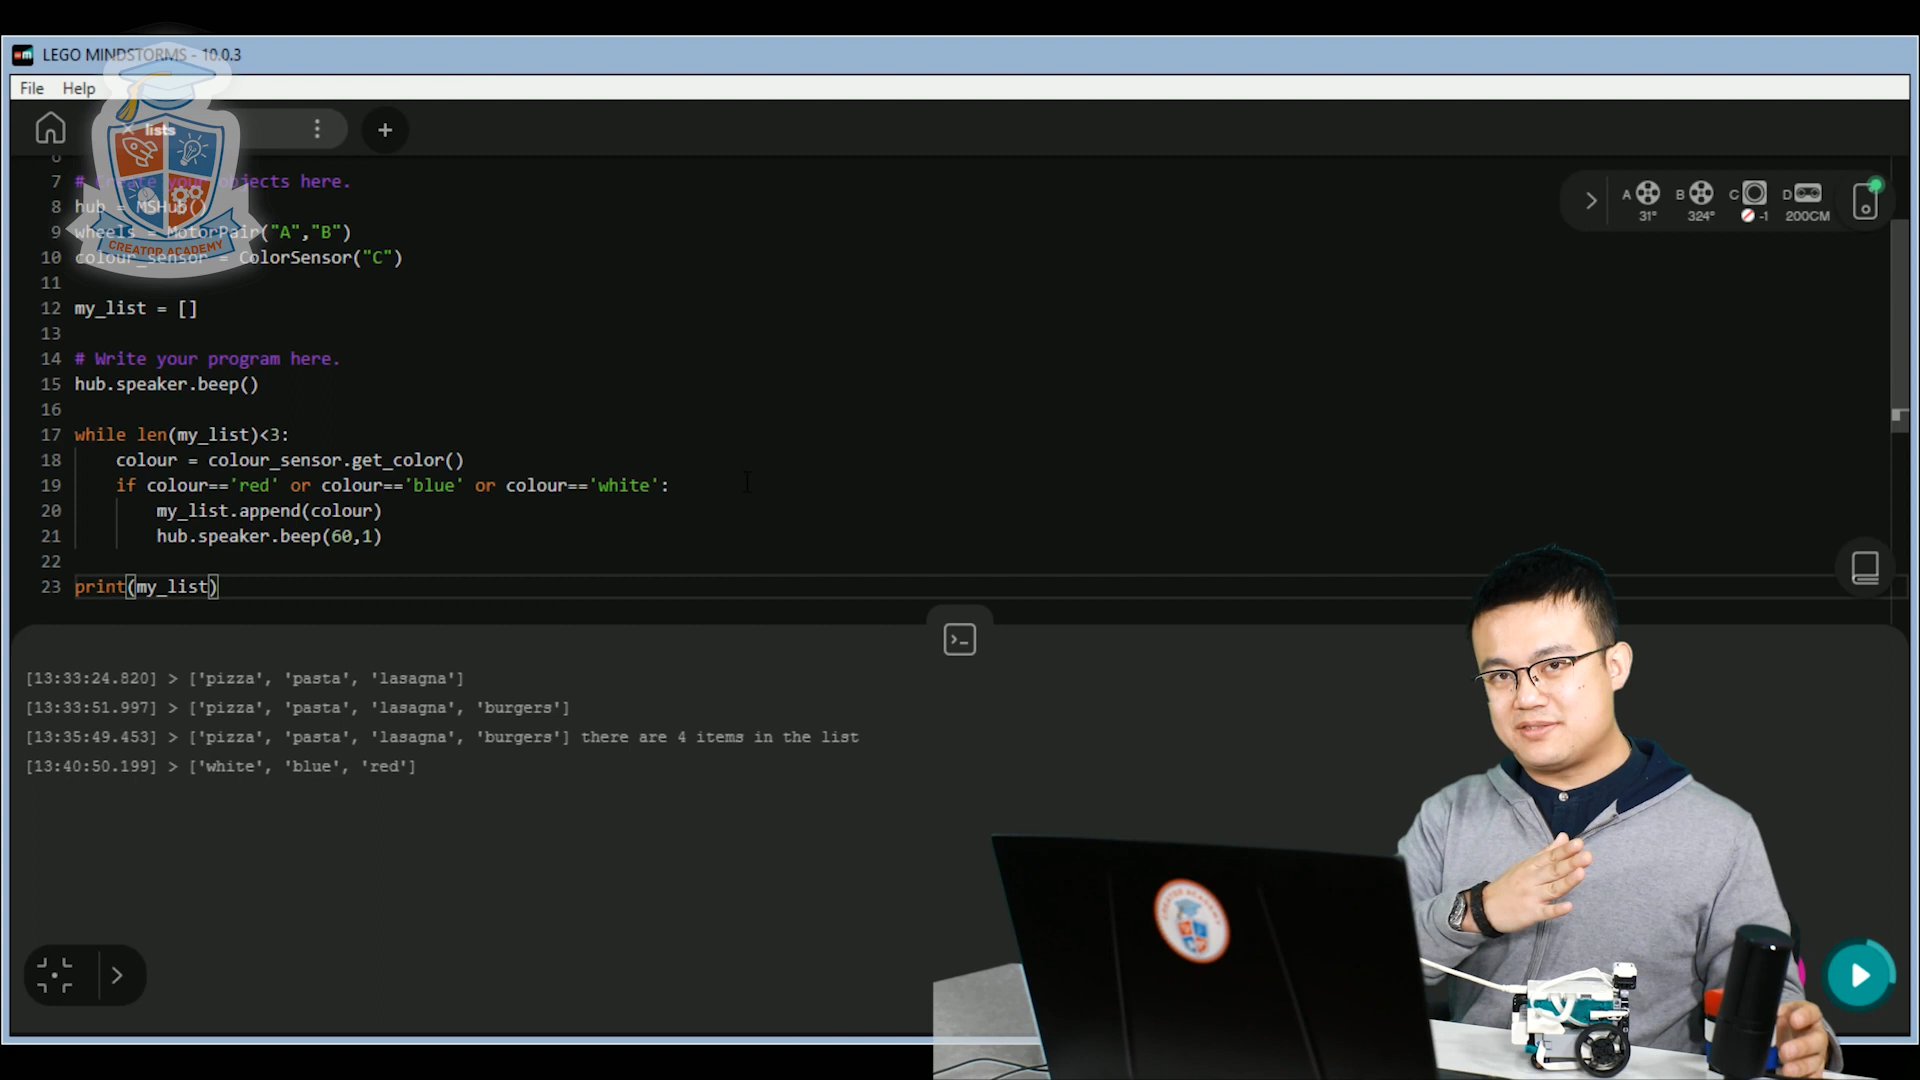 LEGO MINDSTORMS - 10.0.3
File Help
lists
6
7 # Create your objects here.
8 hub = MSHub()
9 wheels = MotorPair("A","B")
10 colour_sensor = ColorSensor("C")
11
12 my_list = []
13
14 # Write your program here.
15 hub.speaker.beep()
16
17 while len(my_list)<3:
18 colour = colour_sensor.get_color()
19 if colour=='red' or colour=='blue' or colour=='white':
20 my_list.append(colour)
21 hub.speaker.beep(60,1)
22
23 print(my_list)
CREATOR ACADEMY
A B C D
31° 324° -1 200CM
[13:33:24.820] > ['pizza', 'pasta', 'lasagna']
[13:33:51.997] > ['pizza', 'pasta', 'lasagna', 'burgers']
[13:35:49.453] > ['pizza', 'pasta', 'lasagna', 'burgers'] there are 4 items in the list
[13:40:50.199] > ['white', 'blue', 'red']
CREATOR ACADEMY